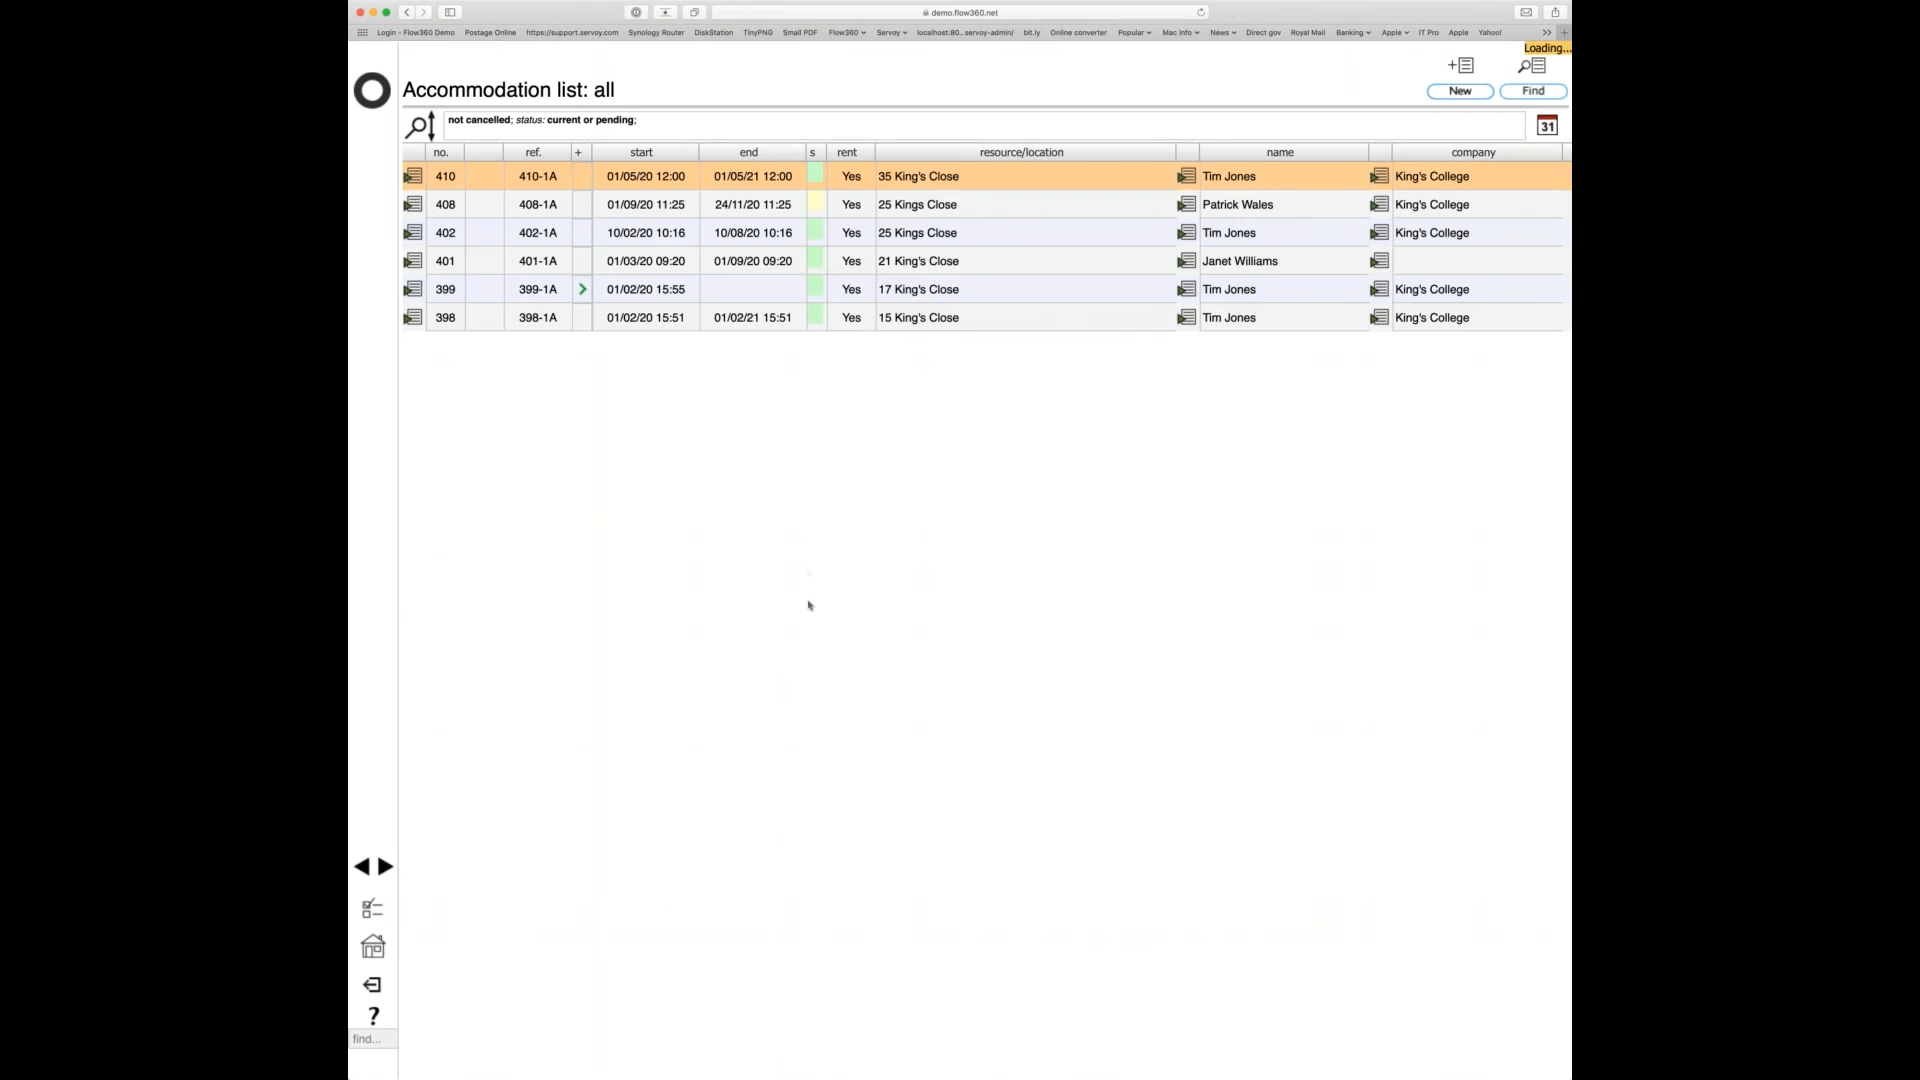 demo.flow360.net
Login - Flow360 Demo Postage Online https://support.servoy.com Synology Router DiskStation TinyPNG Small PDF Flow360 Servoy localhost:80...servoy-admin/ bit.ly Online converter Popular Mac Info News Direct gov Royal Mail Banking Apple IT Pro Apple Yahoo! >>
Loading...
Accommodation list: all
New Find
not cancelled; status: current or pending;
31
no. ref. + start end s rent resource/location name company
410 410-1A 01/05/20 12:00 01/05/21 12:00 Yes 35 King's Close Tim Jones King's College
408 408-1A 01/09/20 11:25 24/11/20 11:25 Yes 25 Kings Close Patrick Wales King's College
402 402-1A 10/02/20 10:16 10/08/20 10:16 Yes 25 Kings Close Tim Jones King's College
401 401-1A 01/03/20 09:20 01/09/20 09:20 Yes 21 King's Close Janet Williams
399 399-1A > 01/02/20 15:55 Yes 17 King's Close Tim Jones King's College
398 398-1A 01/02/20 15:51 01/02/21 15:51 Yes 15 King's Close Tim Jones King's College
?
find...